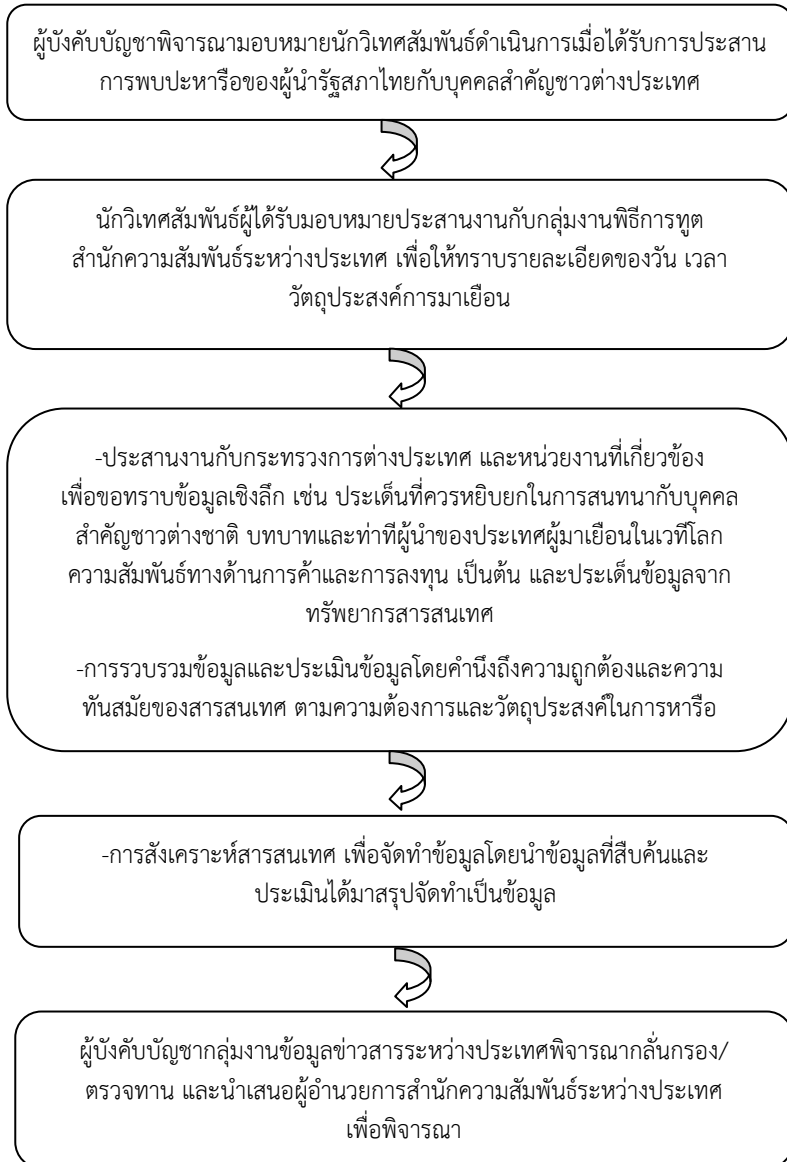 ผู้บังคับบัญชาพิจารณามอบหมายนักวิเทศสัมพันธ์ดำเนินการเมื่อได้รับการประสาน
การพบปะหารือของผู้นำรัฐสภาไทยกับบุคคลสำคัญชาวต่างประเทศ
นักวิเทศสัมพันธ์ผู้ได้รับมอบหมายประสานงานกับกลุ่มงานพิธีการทูต
สำนักความสัมพันธ์ระหว่างประเทศ เพื่อให้ทราบรายละเอียดของวัน เวลา
วัตถุประสงค์การมาเยือน
-ประสานงานกับกระทรวงการต่างประเทศ และหน่วยงานที่เกี่ยวข้อง
เพื่อขอทราบข้อมูลเชิงลึก เช่น ประเด็นที่ควรหยิบยกในการสนทนากับบุคคล
สำคัญชาวต่างชาติ บทบาทและท่าทีผู้นำของประเทศผู้มาเยือนในเวทีโลก
ความสัมพันธ์ทางด้านการค้าและการลงทุน เป็นต้น และประเด็นข้อมูลจาก
ทรัพยากรสารสนเทศ
-การรวบรวมข้อมูลและประเมินข้อมูลโดยคำนึงถึงความถูกต้องและความ
ทันสมัยของสารสนเทศ ตามความต้องการและวัตถุประสงค์ในการหารือ
-การสังเคราะห์สารสนเทศ เพื่อจัดทำข้อมูลโดยนำข้อมูลที่สืบค้นและ
ประเมินได้มาสรุปจัดทำเป็นข้อมูล
ผู้บังคับบัญชากลุ่มงานข้อมูลข่าวสารระหว่างประเทศพิจารณากลั่นกรอง/
ตรวจทาน และนำเสนอผู้อำนวยการสำนักความสัมพันธ์ระหว่างประเทศ
เพื่อพิจารณา